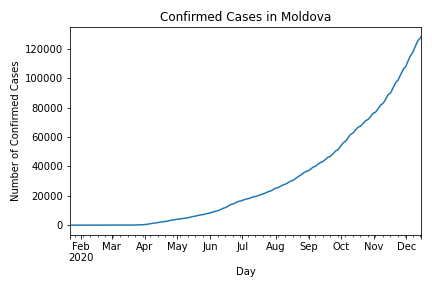 Confirmed Cases in Moldova
Number of Confirmed Cases
120000
100000
80000
60000
40000
20000
0
Feb Mar Apr May Jun Jul Aug Sep Oct Nov Dec
2020
Day